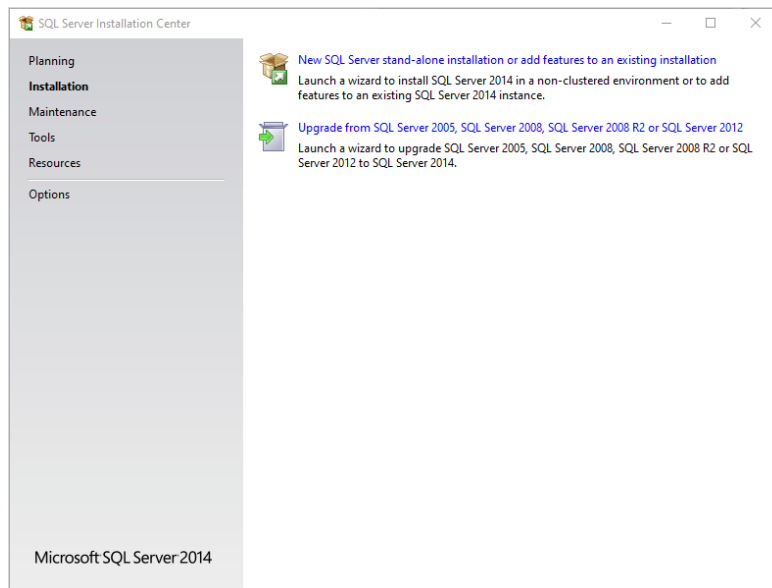 SQL Server Installation Center
Planning
Installation
Maintenance
Tools
Resources
Options
New SQL Server stand-alone installation or add features to an existing installation
Launch a wizard to install SQL Server 2014 in a non-clustered environment or to add
features to an existing SQL Server 2014 instance.
Upgrade from SQL Server 2005, SQL Server 2008, SQL Server 2008 R2 or SQL Server 2012
Launch a wizard to upgrade SQL Server 2005, SQL Server 2008, SQL Server 2008 R2 or SQL
Server 2012 to SQL Server 2014.
Microsoft SQL Server 2014